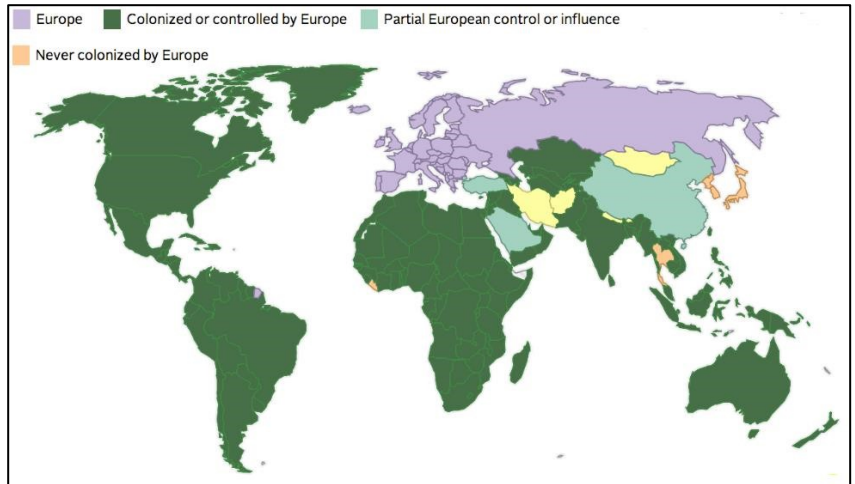 Europe Colonized or controlled by Europe Partial European control or influence
Never colonized by Europe